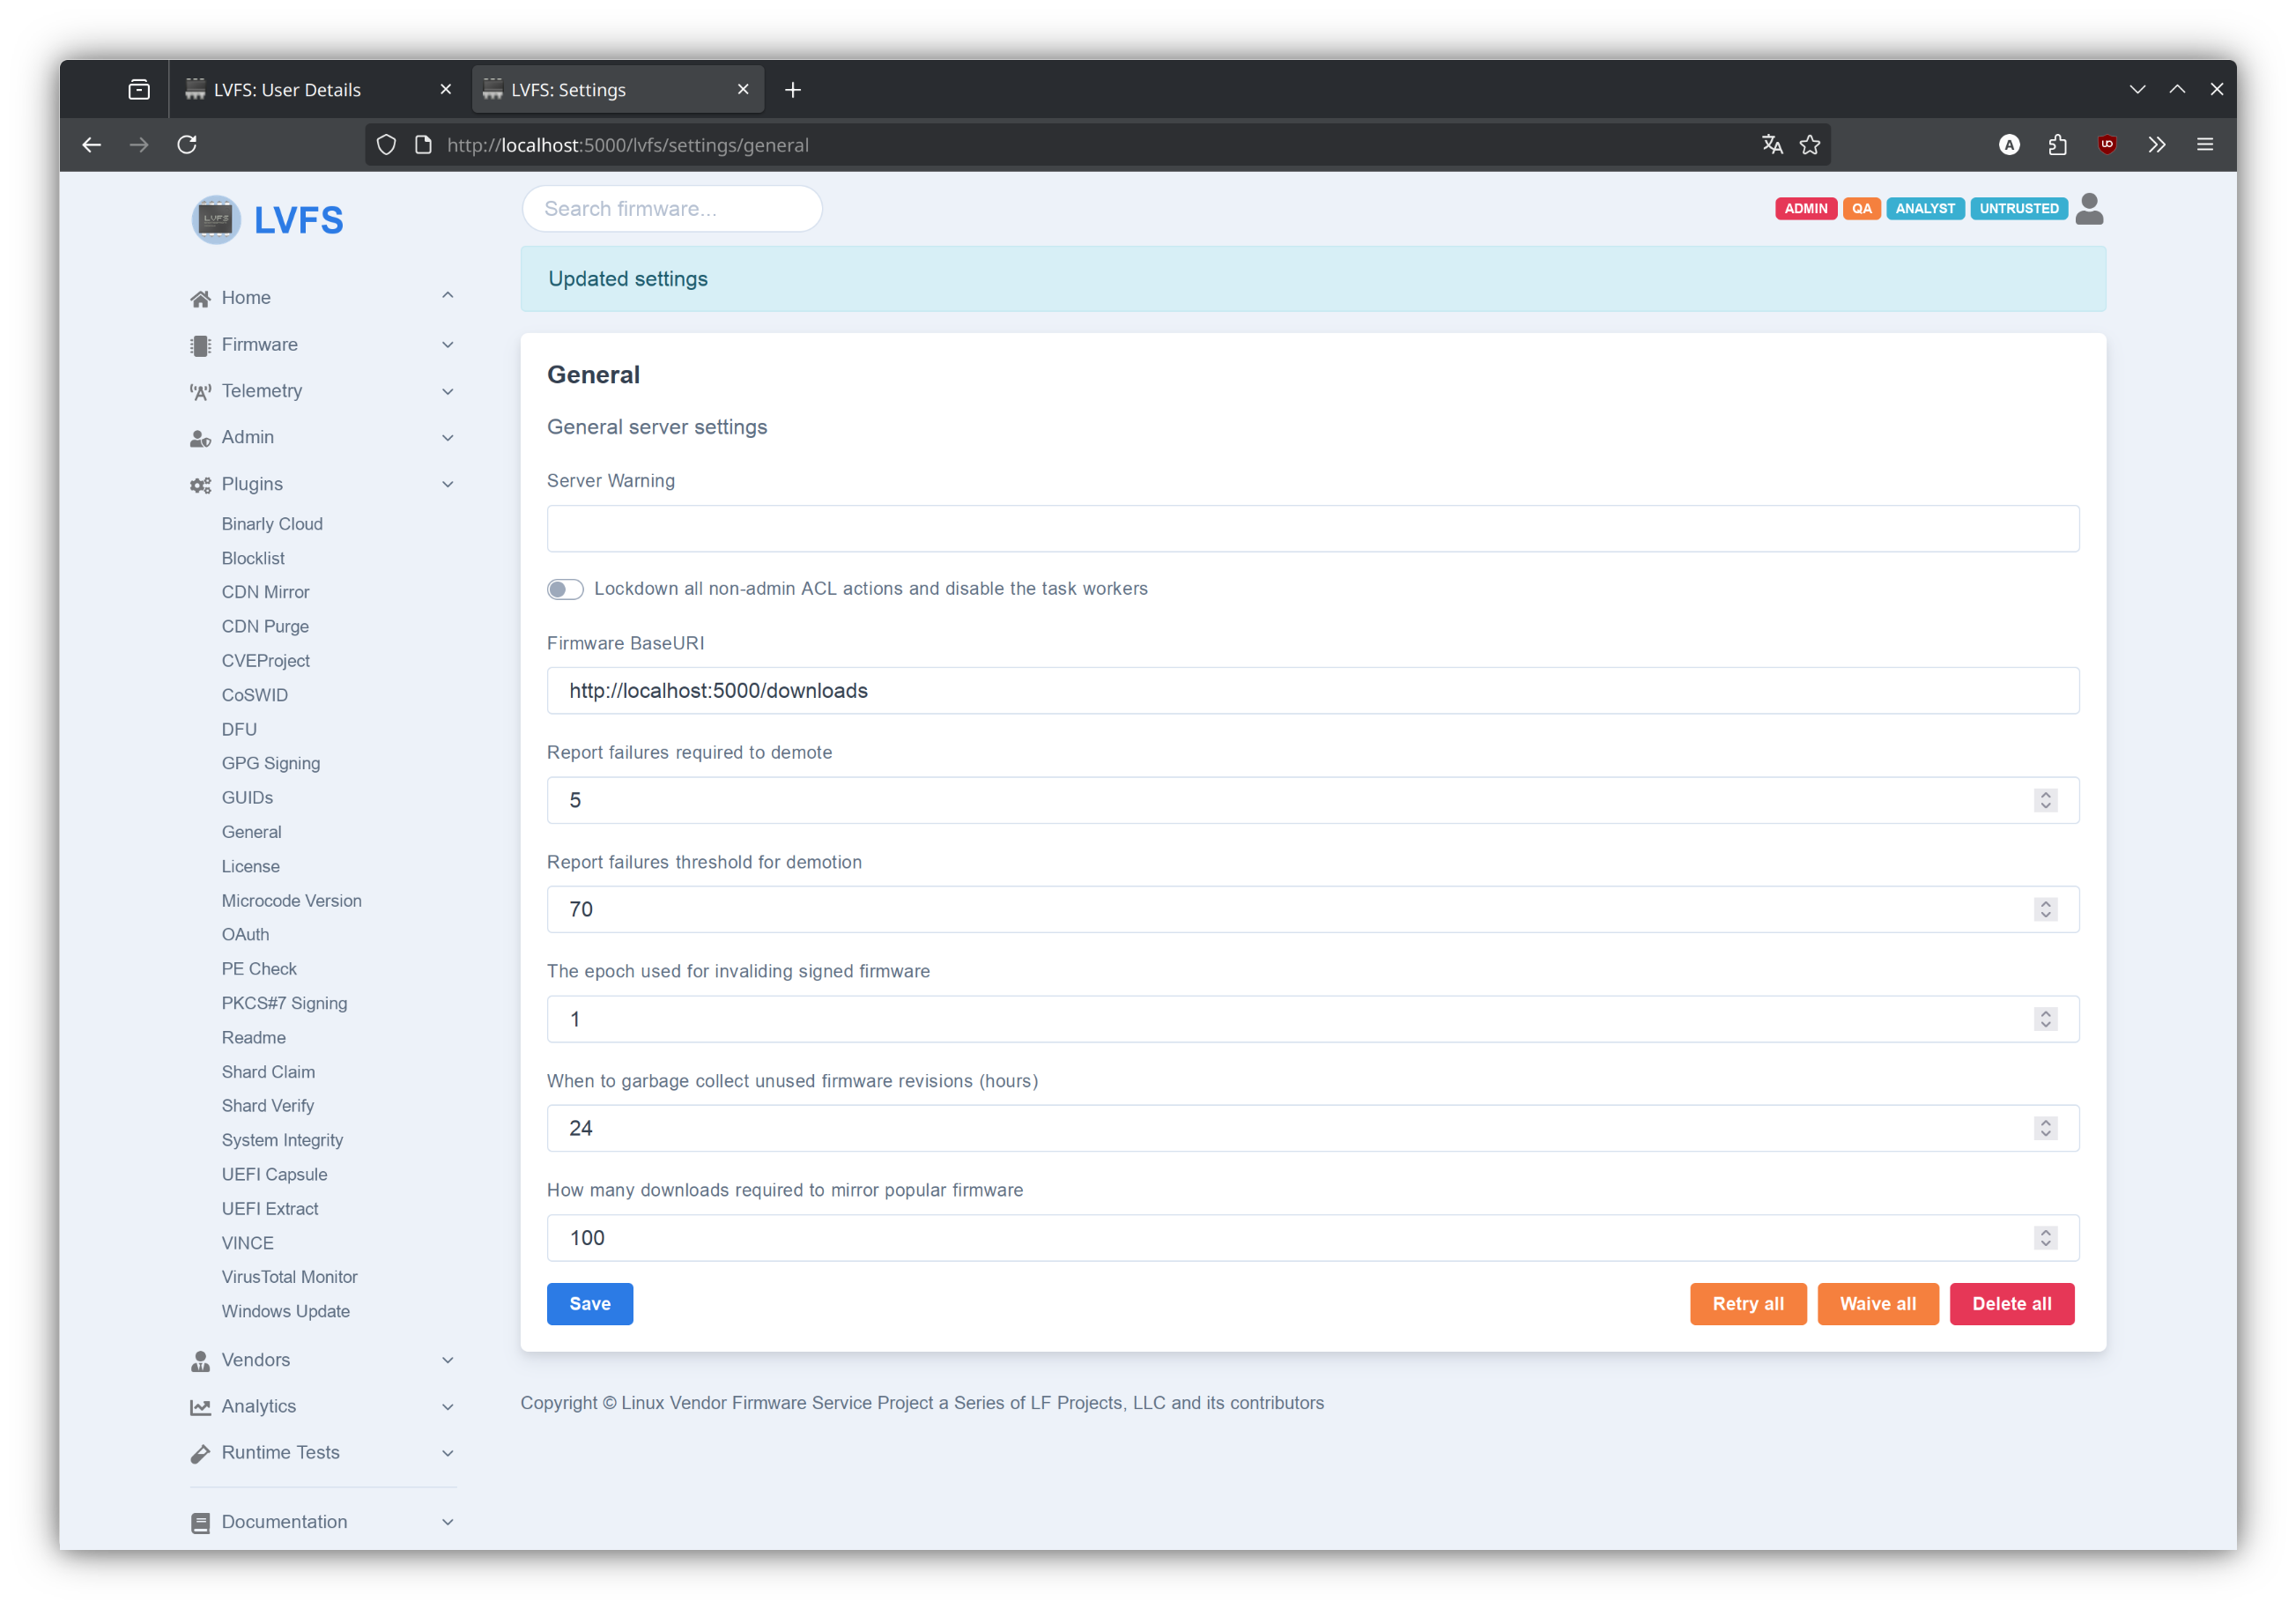 LVFS: User Details
LVFS: Settings
http://localhost:5000/lvfs/settings/general
LVFS
Search firmware...
ADMIN QA ANALYST UNTRUSTED
Home
Firmware
Telemetry
Admin
Plugins
Binarly Cloud
Blocklist
CDN Mirror
CDN Purge
CVEProject
CoSWID
DFU
GPG Signing
GUIDs
General
License
Microcode Version
OAuth
PE Check
PKCS#7 Signing
Readme
Shard Claim
Shard Verify
System Integrity
UEFI Capsule
UEFI Extract
VINCE
VirusTotal Monitor
Windows Update
Vendors
Analytics
Runtime Tests
Documentation
Updated settings
General
General server settings
Server Warning
Lockdown all non-admin ACL actions and disable the task workers
Firmware BaseURI
http://localhost:5000/downloads
Report failures required to demote
5
Report failures threshold for demotion
70
The epoch used for invaliding signed firmware
1
When to garbage collect unused firmware revisions (hours)
24
How many downloads required to mirror popular firmware
100
Save
Retry all
Waive all
Delete all
Copyright © Linux Vendor Firmware Service Project a Series of LF Projects, LLC and its contributors